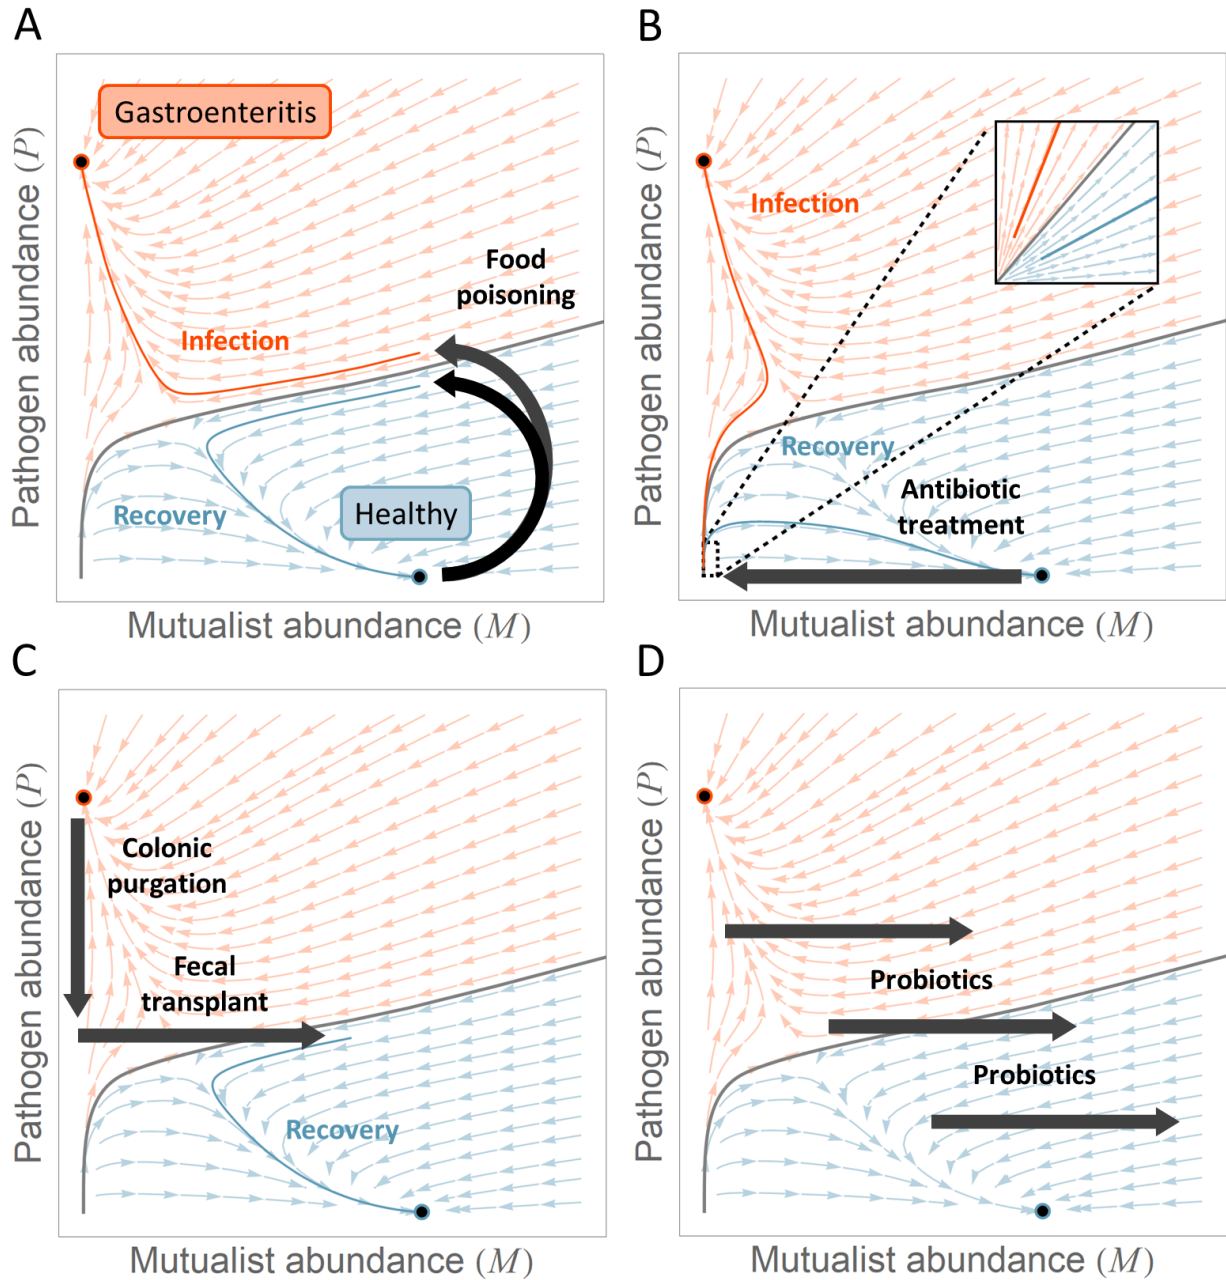 A
Gastroenteritis
Food
poisoning
Infection
Recovery
Healthy
Pathogen abundance (P)
Mutualist abundance (M)
B
Infection
Recovery
Antibiotic
treatment
Pathogen abundance (P)
Mutualist abundance (M)
C
Colonic
purgation
Fecal
transplant
Recovery
Pathogen abundance (P)
Mutualist abundance (M)
D
Probiotics
Probiotics
Pathogen abundance (P)
Mutualist abundance (M)